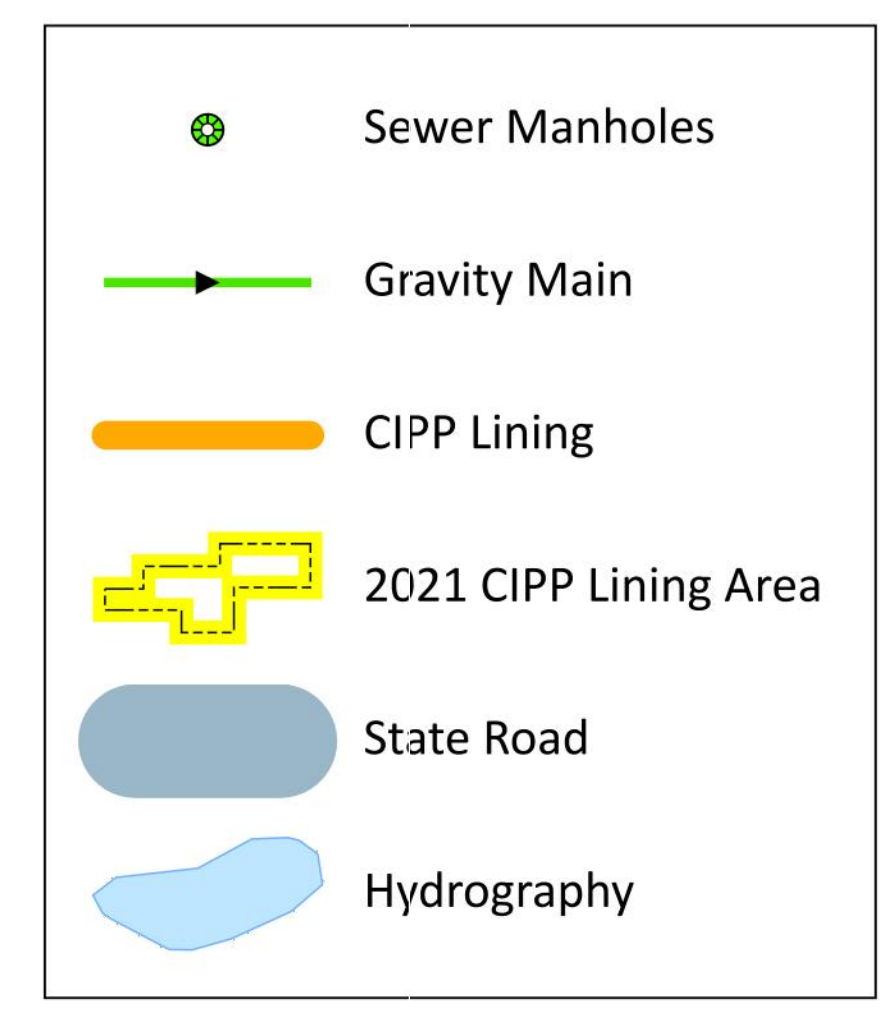 Sewer Manholes
Gravity Main
CIPP Lining
2021 CIPP Lining Area
State Road
Hydrography